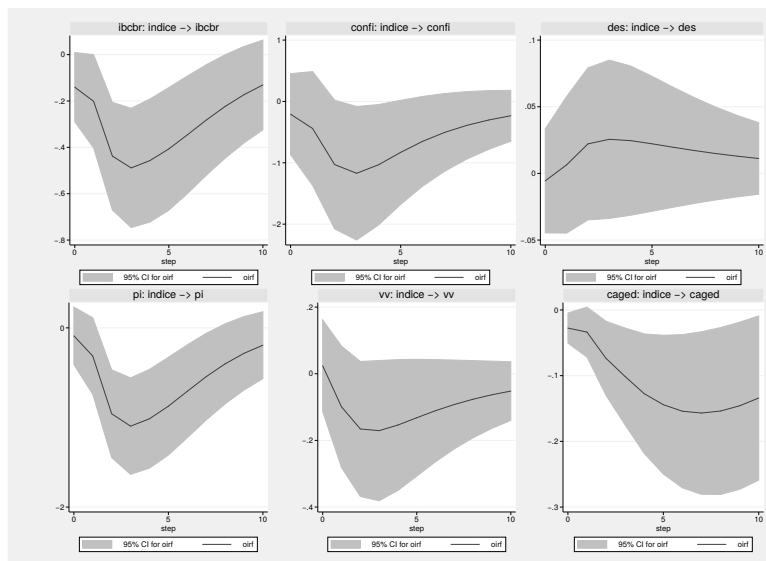 ibcbr: indice −> ibcbr
confi: indice −> confi
des: indice −> des
0
−.2
−.4
−.6
−.8
1
0
−1
−2
.1
.05
0
−.05
0 5 10
0 5 10
0 5 10
step
step
step
95% CI for oirf oirf
95% CI for oirf oirf
95% CI for oirf oirf
pi: indice −> pi
vv: indice −> vv
caged: indice −> caged
0
−2
.2
0
−.2
−.4
0
−.1
−.2
−.3
0 5 10
0 5 10
0 5 10
step
step
step
95% CI for oirf oirf
95% CI for oirf oirf
95% CI for oirf oirf